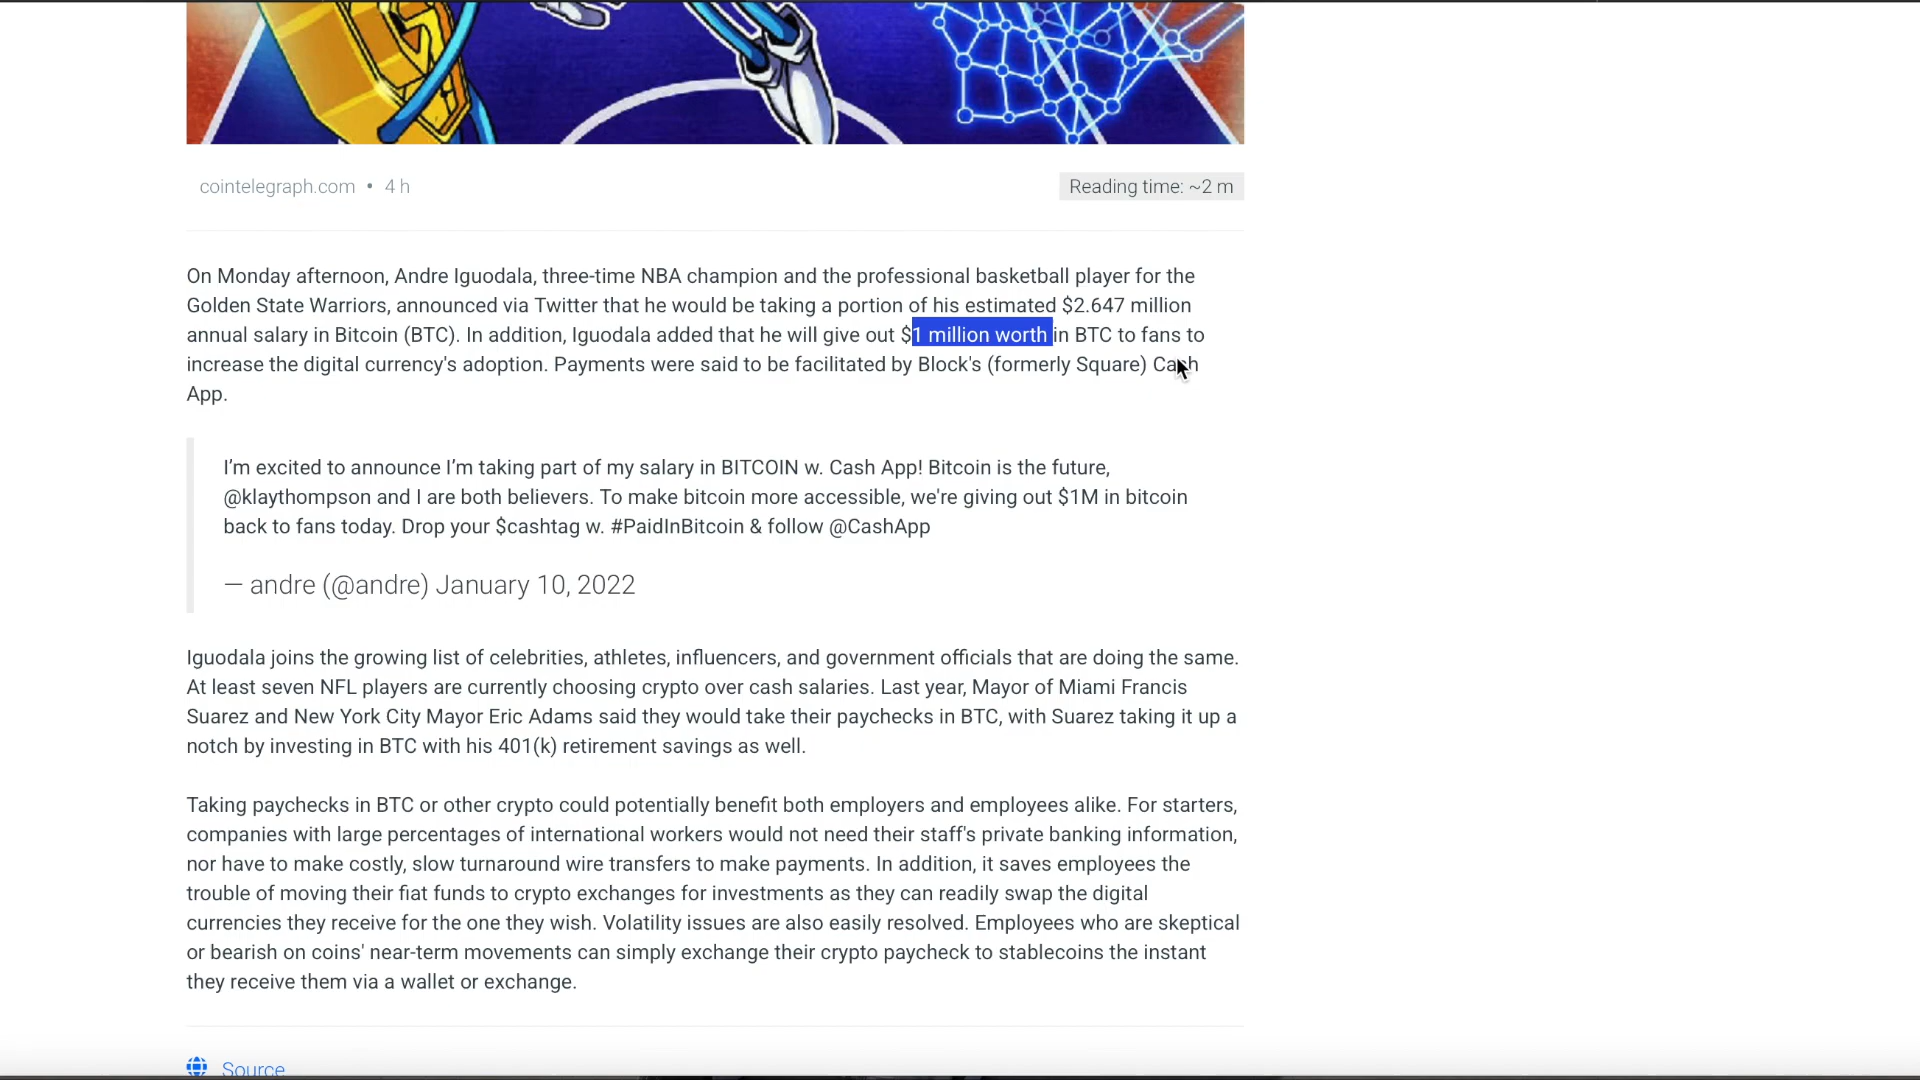 cointelegraph.com • 4 h
Reading time: ~2 m
On Monday afternoon, Andre Iguodala, three-time NBA champion and the professional basketball player for the
Golden State Warriors, announced via Twitter that he would be taking a portion of his estimated $2.647 million
annual salary in Bitcoin (BTC). In addition, Iguodala added that he will give out $1 million worth in BTC to fans to
increase the digital currency's adoption. Payments were said to be facilitated by Block's (formerly Square) Cash
App.
I’m excited to announce I’m taking part of my salary in BITCOIN w. Cash App! Bitcoin is the future,
@klaythompson and I are both believers. To make bitcoin more accessible, we're giving out $1M in bitcoin
back to fans today. Drop your $cashtag w. #PaidInBitcoin & follow @CashApp
— andre (@andre) January 10, 2022
Iguodala joins the growing list of celebrities, athletes, influencers, and government officials that are doing the same.
At least seven NFL players are currently choosing crypto over cash salaries. Last year, Mayor of Miami Francis
Suarez and New York City Mayor Eric Adams said they would take their paychecks in BTC, with Suarez taking it up a
notch by investing in BTC with his 401(k) retirement savings as well.
Taking paychecks in BTC or other crypto could potentially benefit both employers and employees alike. For starters,
companies with large percentages of international workers would not need their staff's private banking information,
nor have to make costly, slow turnaround wire transfers to make payments. In addition, it saves employees the
trouble of moving their fiat funds to crypto exchanges for investments as they can readily swap the digital
currencies they receive for the one they wish. Volatility issues are also easily resolved. Employees who are skeptical
or bearish on coins' near-term movements can simply exchange their crypto paycheck to stablecoins the instant
they receive them via a wallet or exchange.
Source